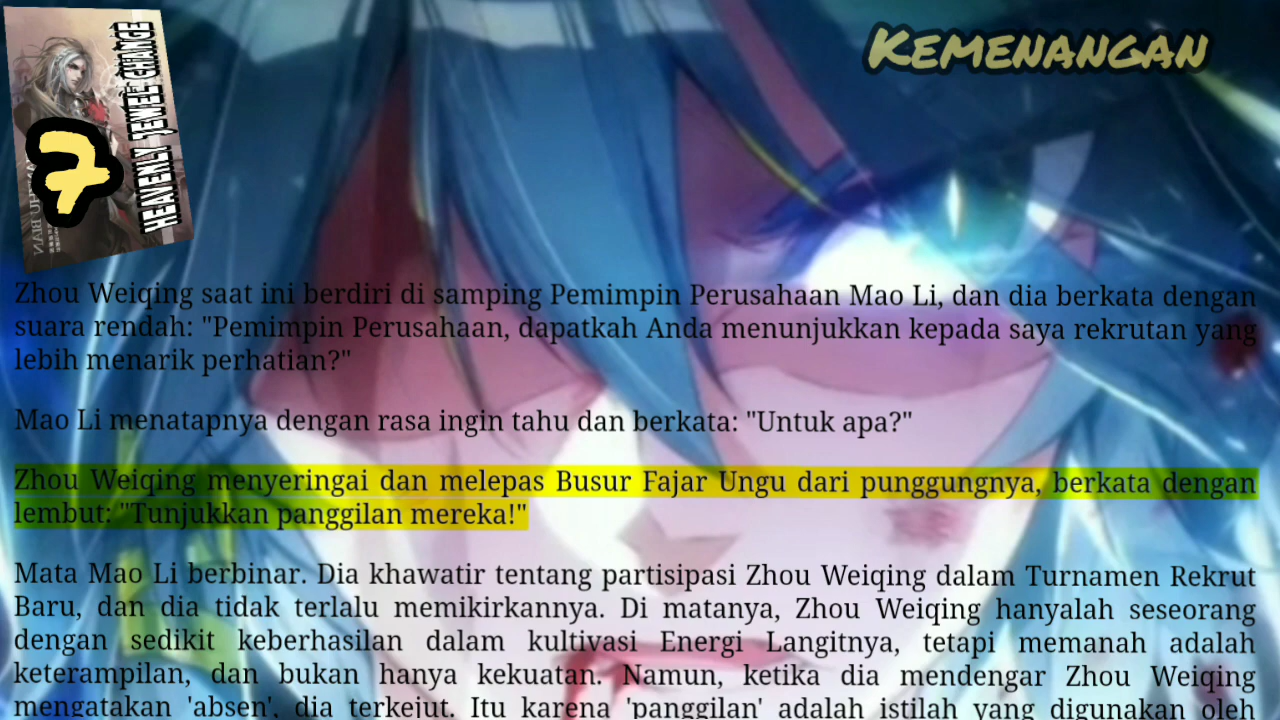 Kemenangan
7
HEAVENLY JEWEL CHANGE
Zhou Weiqing saat ini berdiri di samping Pemimpin Perusahaan Mao Li, dan dia berkata dengan
suara rendah: "Pemimpin Perusahaan, dapatkah Anda menunjukkan kepada saya rekrutan yang
lebih menarik perhatian?"
Mao Li menatapnya dengan rasa ingin tahu dan berkata: "Untuk apa?"
Zhou Weiqing menyeringai dan melepas Busur Fajar Ungu dari punggungnya, berkata dengan
lembut: "Tunjukkan panggilan mereka!"
Mata Mao Li berbinar. Dia khawatir tentang partisipasi Zhou Weiqing dalam Turnamen Rekrut
Baru, dan dia tidak terlalu memikirkannya. Di matanya, Zhou Weiqing hanyalah seseorang
dengan sedikit keberhasilan dalam kultivasi Energi Langitnya, tetapi memanah adalah
keterampilan, dan bukan hanya kekuatan. Namun, ketika dia mendengar Zhou Weiqing
mengatakan 'absen', dia terkejut. Itu karena 'panggilan' adalah istilah yang digunakan oleh